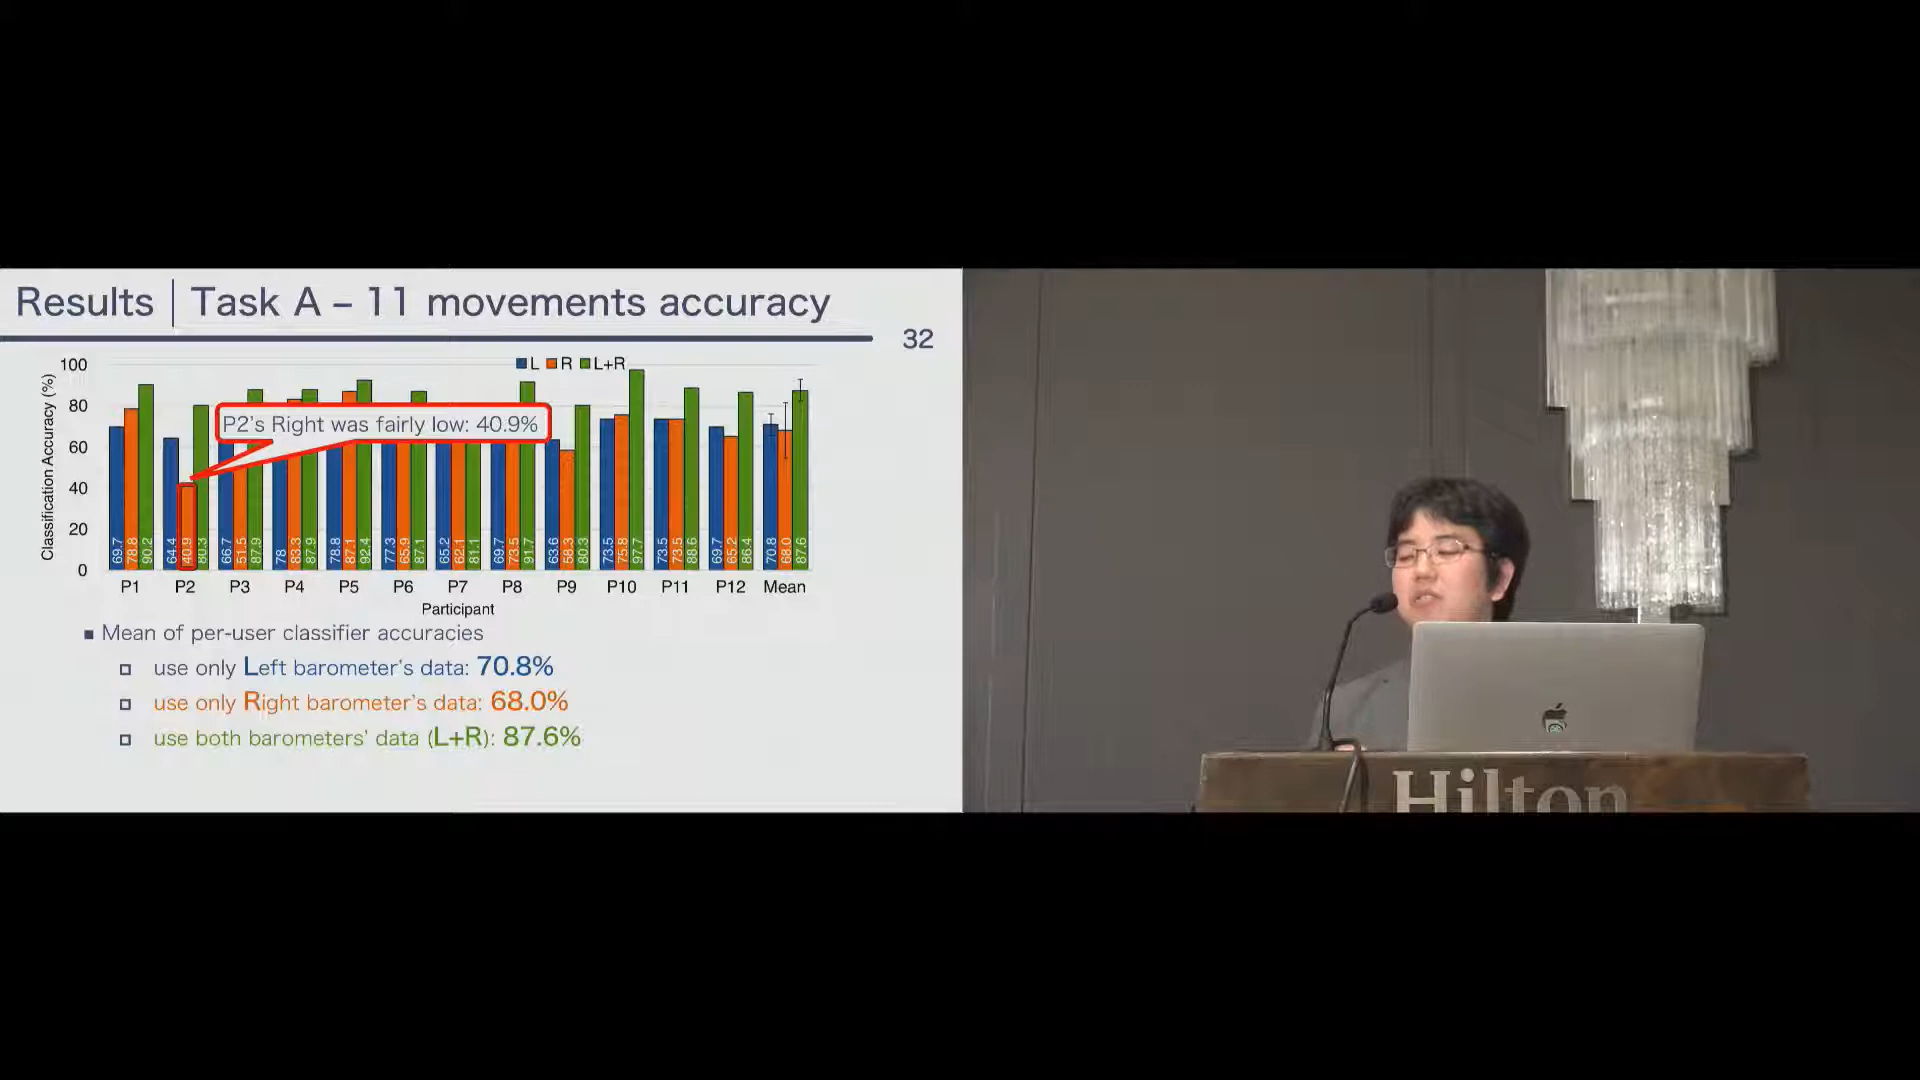 Results | Task A – 11 movements accuracy
32
Classification Accuracy (%)
100
80
60
40
20
0
L R L+R
P2's Right was fairly low: 40.9%
69.7 78.8 90.2 64.4 40.9 80.3 66.7 51.5 87.9 78 83.3 87.9 78.8 87.1 92.4 77.3 65.9 87.1 65.2 62.1 81.1 69.7 73.5 91.7 63.6 58.3 80.3 73.5 75.8 97.7 73.5 73.5 88.6 69.7 65.2 86.4 70.8 68.0 87.6
P1 P2 P3 P4 P5 P6 P7 P8 P9 P10 P11 P12 Mean
Participant
Mean of per-user classifier accuracies
use only Left barometer's data: 70.8%
use only Right barometer's data: 68.0%
use both barometers' data (L+R): 87.6%
Hilton